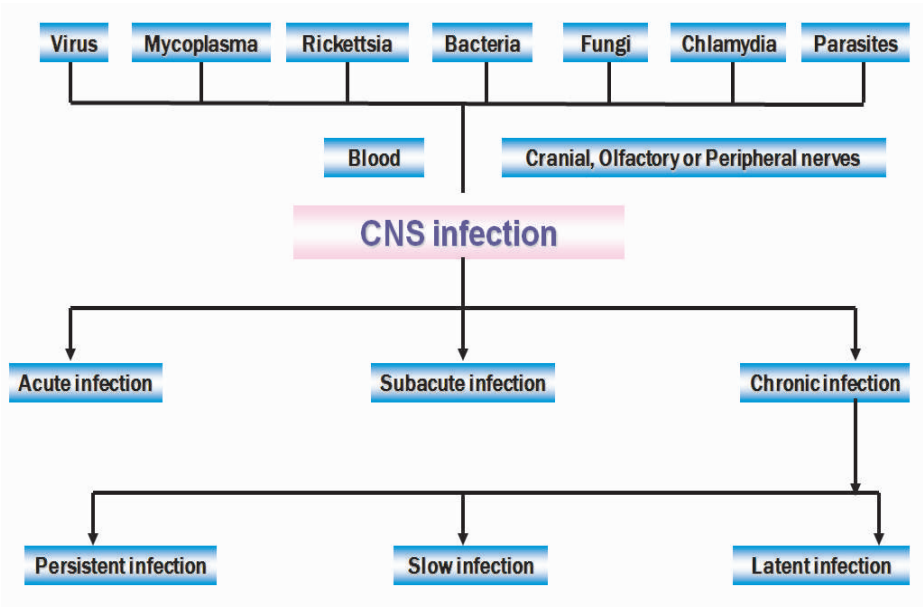 Virus
Mycoplasma
Rickettsia
Bacteria
Fungi
Chlamydia
Parasites
Blood
Cranial, Olfactory or Peripheral nerves
CNS infection
Acute infection
Subacute infection
Chronic infection
Persistent infection
Slow infection
Latent infection